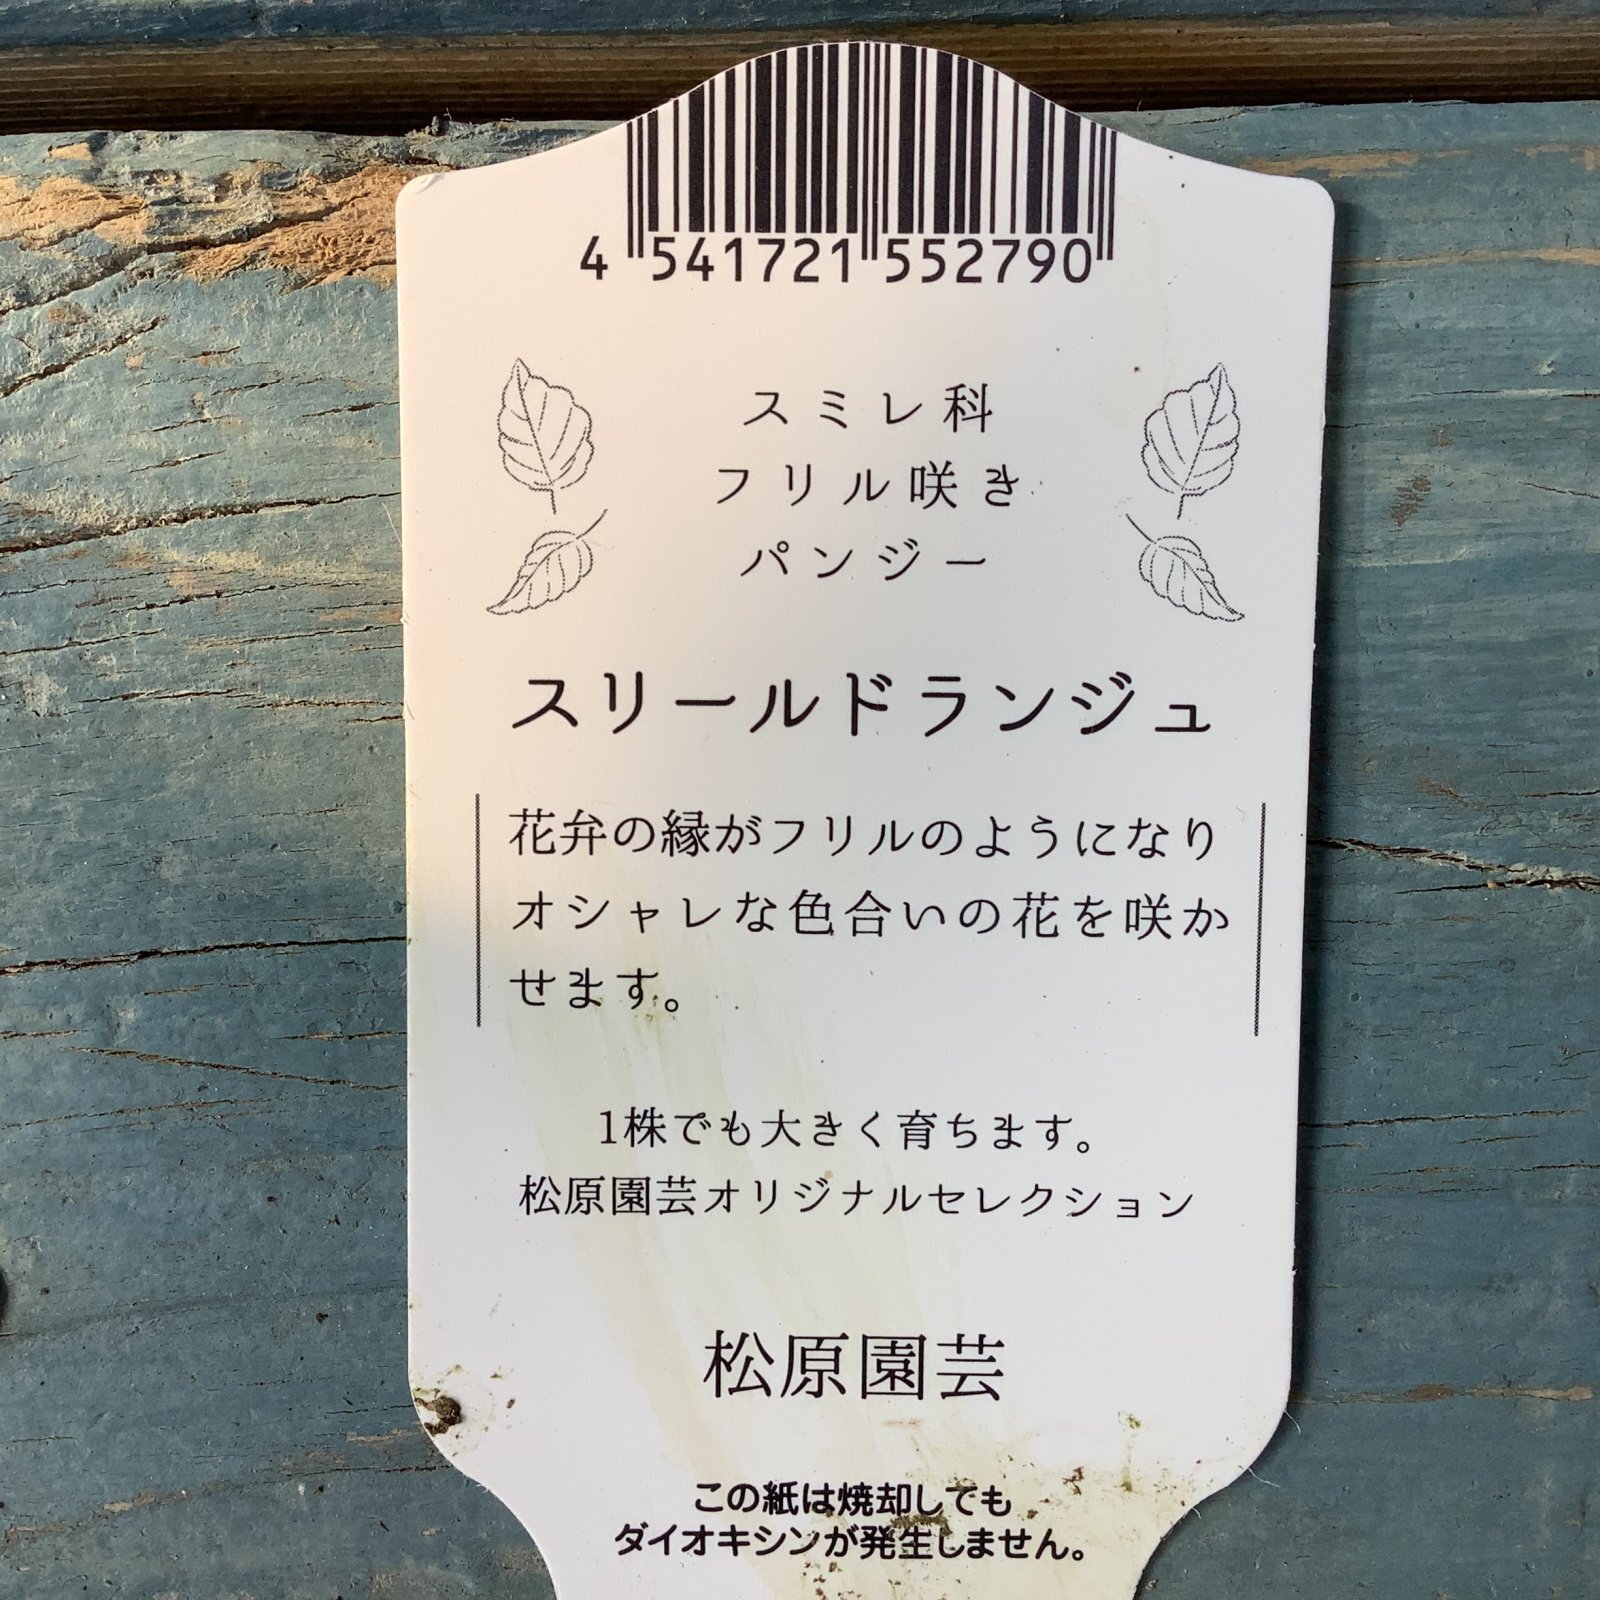 4 541721 552790
スミレ科
フリル咲き
パンジー
スリールドランジュ
花弁の縁がフリルのようになり
オシャレな色合いの花を咲か
せます。
1株でも大きく育ちます。
松原園芸オリジナルセレクション
松原園芸
この紙は焼却しても
ダイオキシンが発生しません。